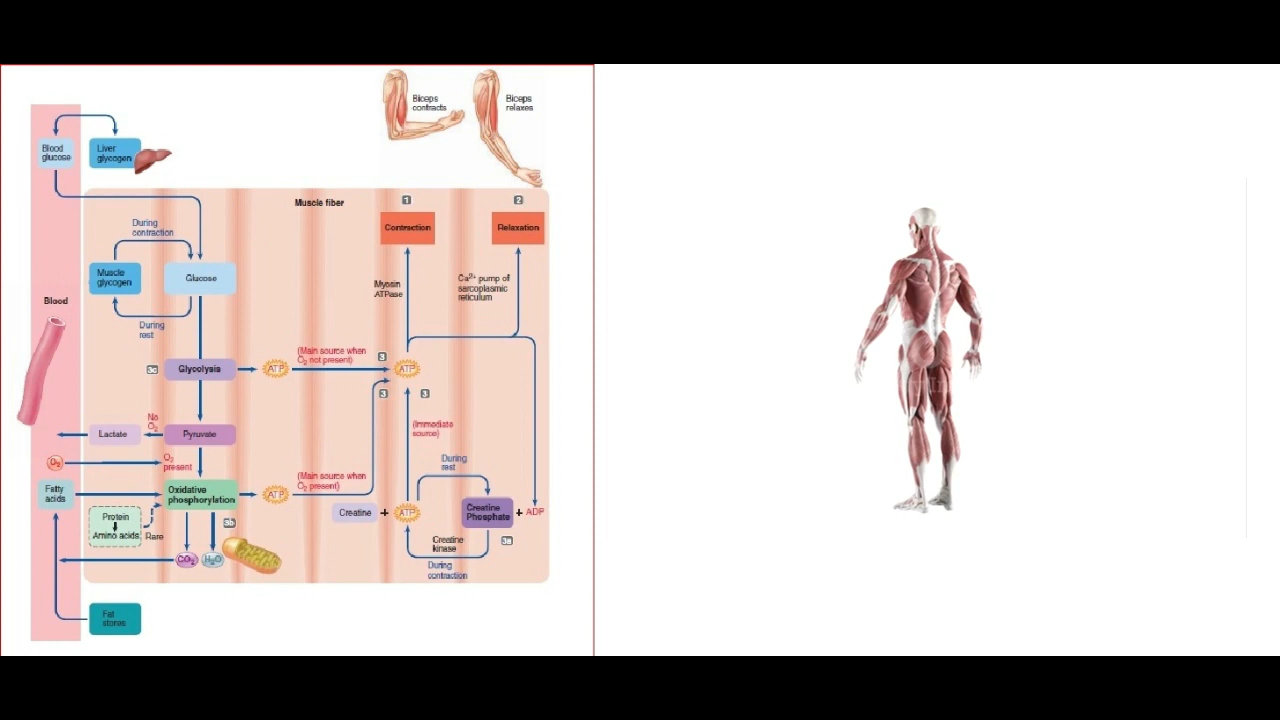 Biceps
contracts
Biceps
relaxes
Blood
glucose
Liver
glycogen
Muscle fiber
1
2
Contraction
Relaxation
During
contraction
Muscle
glycogen
Glucose
During
rest
Myosin
ATPase
Ca2+ pump of
sarcoplasmic
reticulum
Blood
3c
Glycolysis
ATP
(Main source when
O2 not present)
3
ATP
3
3
No
O2
Lactate
Pyruvate
(Immediate
source)
O2
O2
present
During
rest
Fatty
acids
Oxidative
phosphorylation
ATP
(Main source when
O2 present)
Creatine
+
ATP
Creatine
Phosphate
+
ADP
Protein
Amino acids
Rare
3b
Creatine
kinase
3a
CO2
H2O
During
contraction
Fat
stores